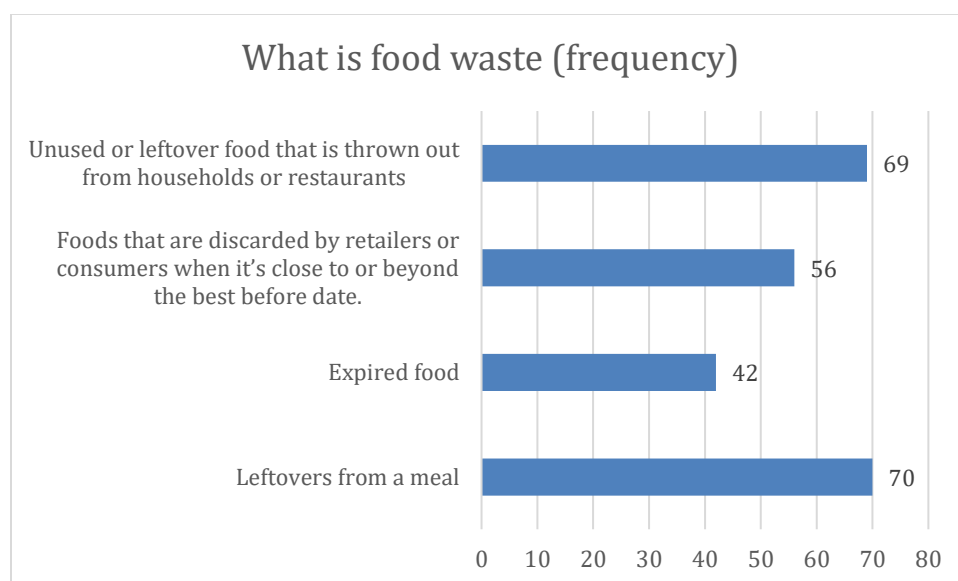 What is food waste (frequency)
Unused or leftover food that is thrown out
from households or restaurants
69
Foods that are discarded by retailers or
consumers when it’s close to or beyond
the best before date.
56
Expired food
42
Leftovers from a meal
70
0 10 20 30 40 50 60 70 80